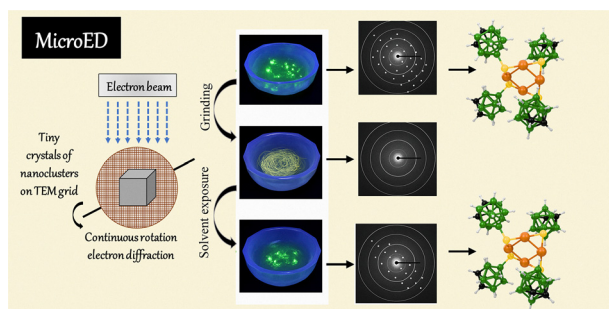 MicroED
Electron beam
Tiny
crystals of
nanoclusters
on TEM grid
Continuous rotation
electron diffraction
Grinding
Solvent exposure